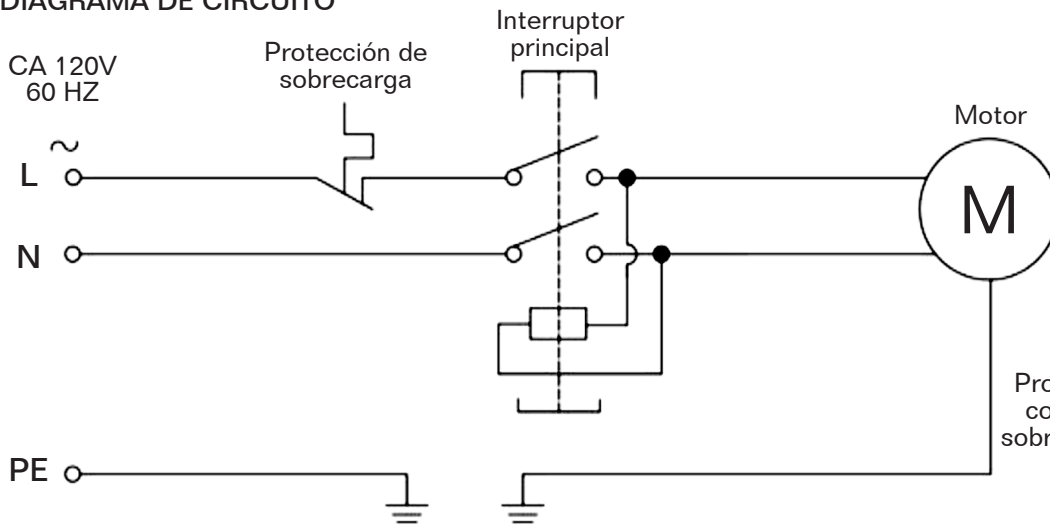 DIAGRAMA DE CIRCUITO
Interruptor
principal
Protección de
sobrecarga
CA 120V
60 HZ
Motor
~
L
M
N
PE